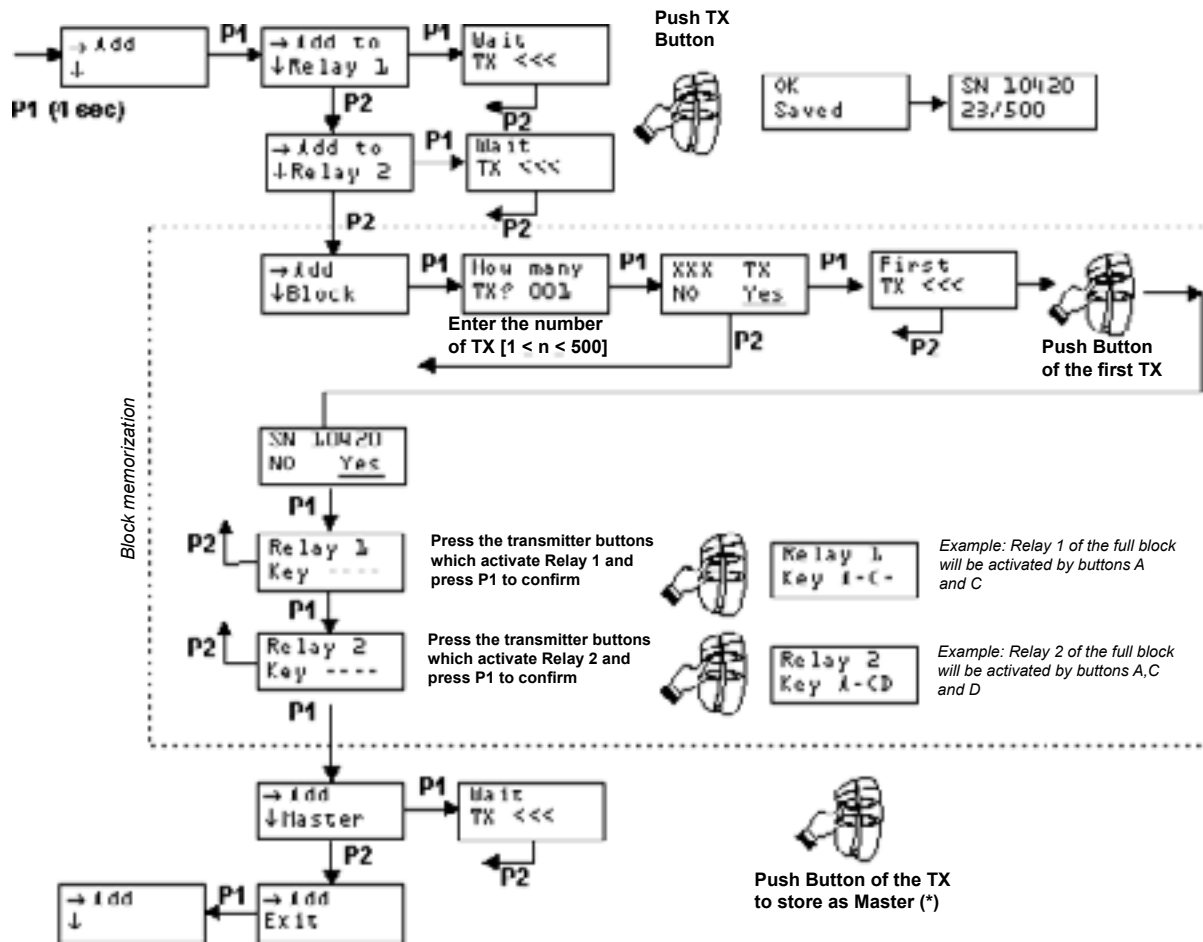 → Add
↓
P1 (4 sec)
P1
→ Add to
↓Relay 1
P1
Wait
TX <<<
P2
P2
→ Add to
↓Relay 2
P1
Wait
TX <<<
P2
P2
Push TX
Button
OK
Saved
SN 10420
23/500
Block memorization
→ Add
↓Block
P1
How many
TX? 001
Enter the number
of TX [1 < n < 500]
P1
XXX TX
NO Yes
P2
P1
First
TX <<<
P2
Push Button
of the first TX
SN 10420
NO Yes
P1
P2
Relay 1
Key ----
Press the transmitter buttons
which activate Relay 1 and
press P1 to confirm
Relay 1
Key A-C-
Example: Relay 1 of the full block
will be activated by buttons A
and C
P1
P2
Relay 2
Key ----
Press the transmitter buttons
which activate Relay 2 and
press P1 to confirm
Relay 2
Key A-CD
Example: Relay 2 of the full block
will be activated by buttons A,C
and D
P1
→ Add
↓Master
P1
Wait
TX <<<
P2
P2
Push Button of the TX
to store as Master (*)
→ Add
↓
P1
→ Add
Exit